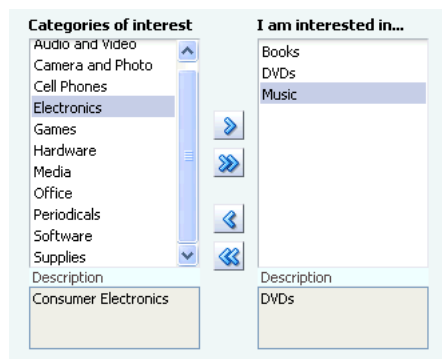 Categories of interest
Audio and Video
Camera and Photo
Cell Phones
Electronics
Games
Hardware
Media
Office
Periodicals
Software
Supplies
Description
Consumer Electronics
I am interested in...
Books
DVDs
Music
Description
DVDs